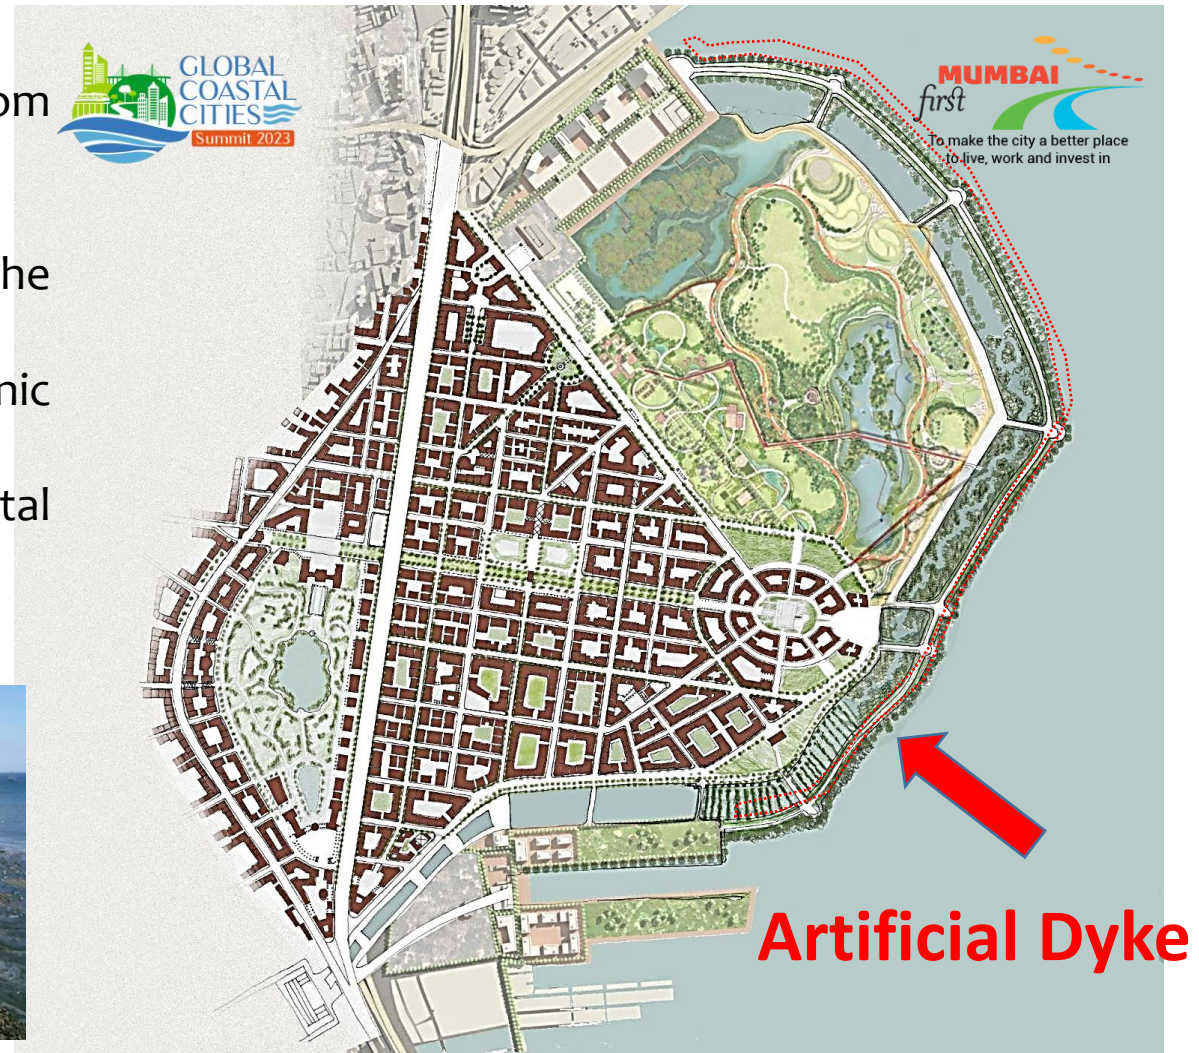 om
GLOBAL
COASTAL
CITIES
Summit 2023
MUMBAI
first
To make the city a better place
to live, work and invest in
he
nic
tal
Artificial Dyke